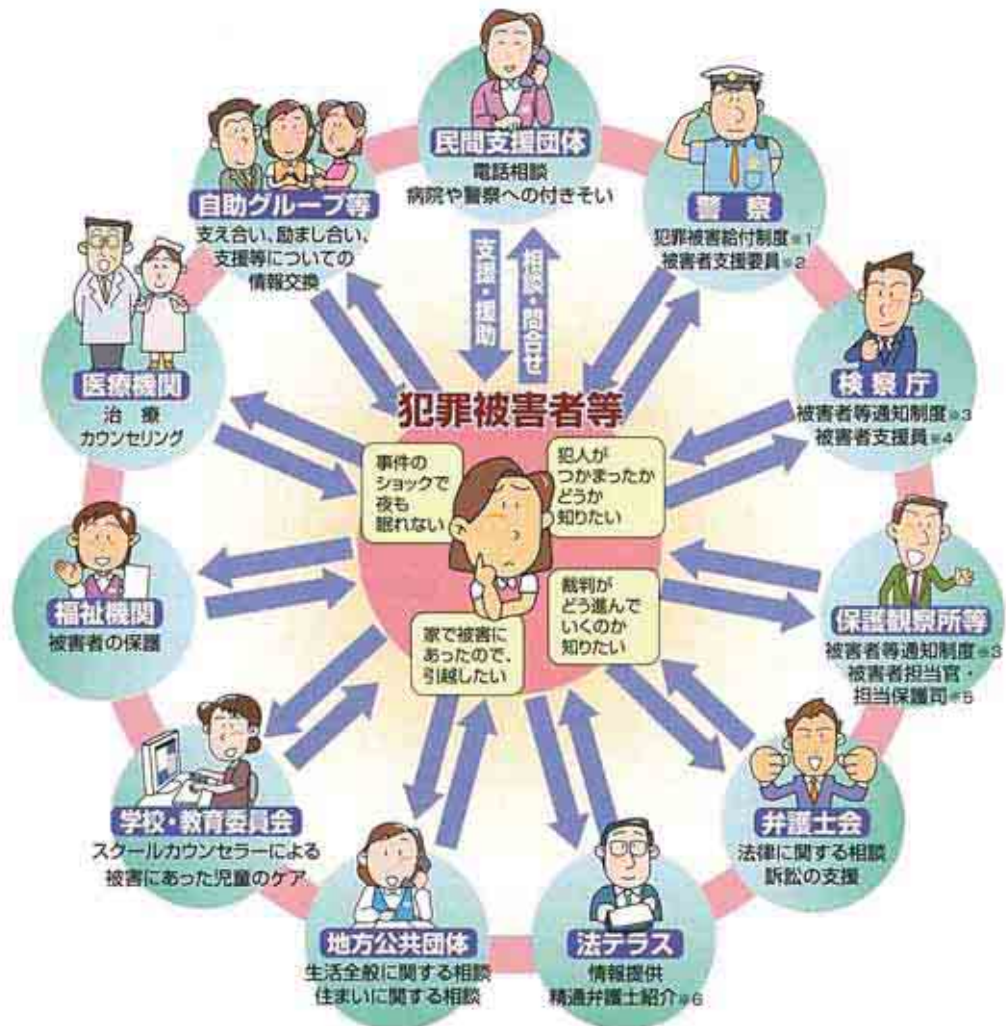 民間支援団体
電話相談
病院や警察への付きそい
警察
犯罪被害給付制度※1
被害者支援要員※2
検察庁
被害者等通知制度※3
被害者支援員※4
保護観察所等
被害者等通知制度※3
被害者担当官・
担当保護司※5
弁護士会
法律に関する相談
訴訟の支援
法テラス
情報提供
精通弁護士紹介※6
地方公共団体
生活全般に関する相談
住まいに関する相談
学校・教育委員会
スクールカウンセラーによる
被害にあった児童のケア
福祉機関
被害者の保護
医療機関
治療
カウンセリング
自助グループ等
支え合い、励まし合い、
支援等についての
情報交換
支援・援助
相談・問合せ
犯罪被害者等
事件の
ショックで
夜も
眠れない
犯人が
つかまったか
どうか
知りたい
家で被害に
あったので、
引越したい
裁判が
どう進んで
いくのか
知りたい